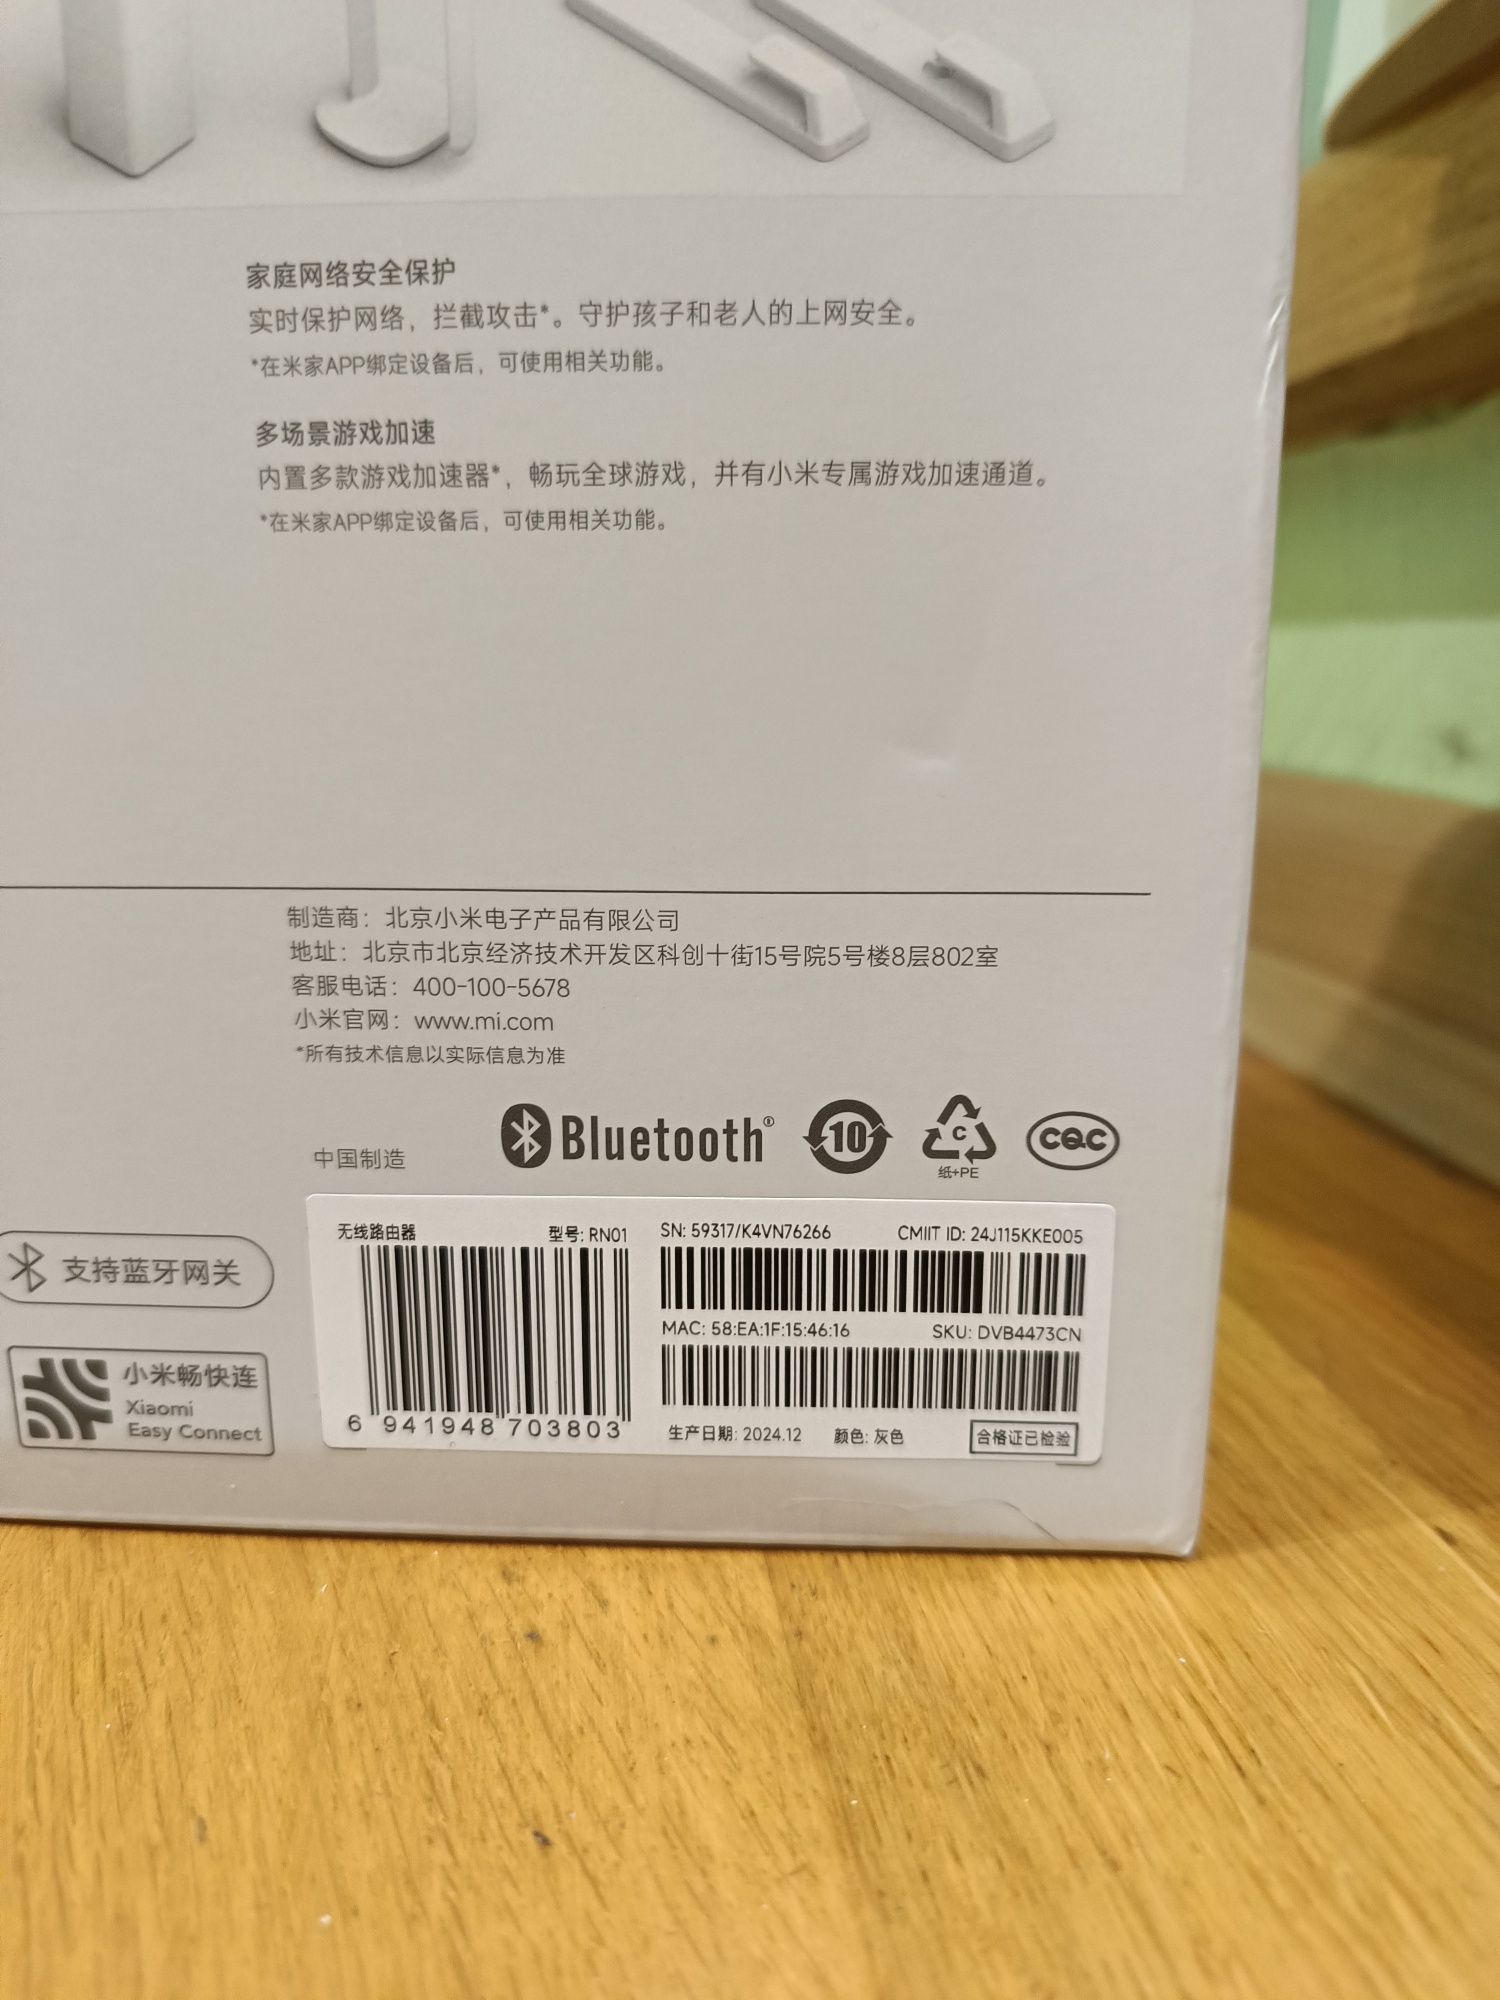 家庭网络安全保护
实时保护网络，拦截攻击*。守护孩子和老人的上网安全。
*在米家APP绑定设备后，可使用相关功能。
多场景游戏加速
内置多款游戏加速器*，畅玩全球游戏，并有小米专属游戏加速通道。
*在米家APP绑定设备后，可使用相关功能。
制造商：北京小米电子产品有限公司
地址：北京市北京经济技术开发区科创十街15号院5号楼8层802室
客服电话：400-100-5678
小米官网：www.mi.com
*所有技术信息以实际信息为准
中国制造
Bluetooth®
10
C
纸+PE
CQC
支持蓝牙网关
小米畅快连
Xiaomi
Easy Connect
无线路由器 型号: RN01
6 941948 703803
SN: 59317/K4VN76266 CMIIT ID: 24J115KKE005
MAC: 58:EA:1F:15:46:16 SKU: DVB4473CN
生产日期: 2024.12 颜色: 灰色 合格证已检验